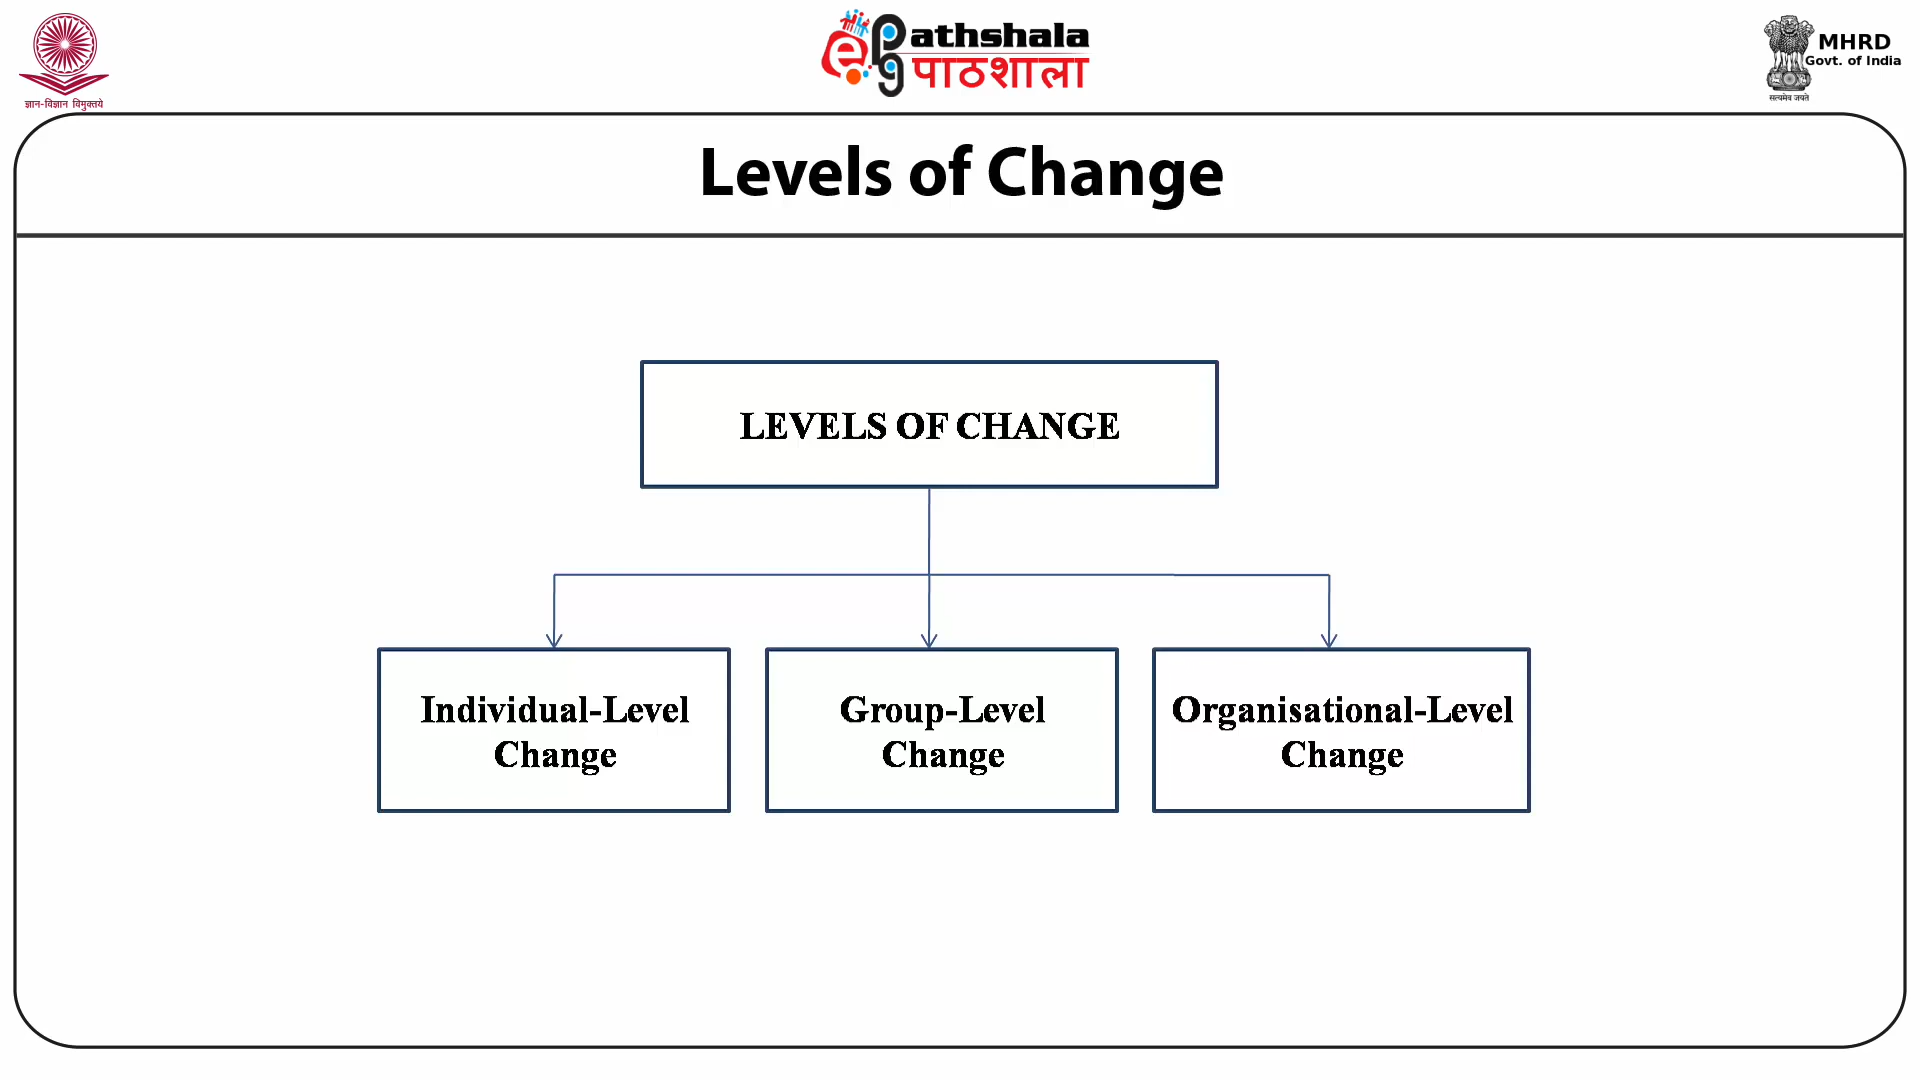 ज्ञान-विज्ञान विमुक्तये
ePGathshala
पाठशाला
MHRD
Govt. of India
सत्यमेव जयते
Levels of Change
LEVELS OF CHANGE
Individual-Level
Change
Group-Level
Change
Organisational-Level
Change